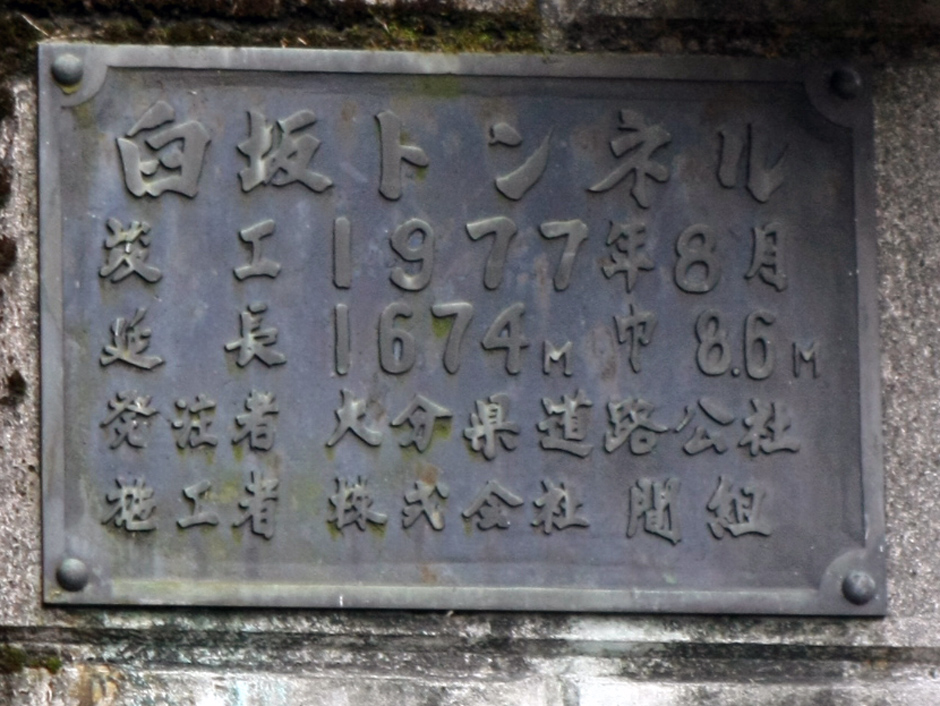 臼坂トンネル
竣工 1977年8月
延長 1674M 巾 8.6M
発注者 大分県道路公社
施工者 株式会社 間組